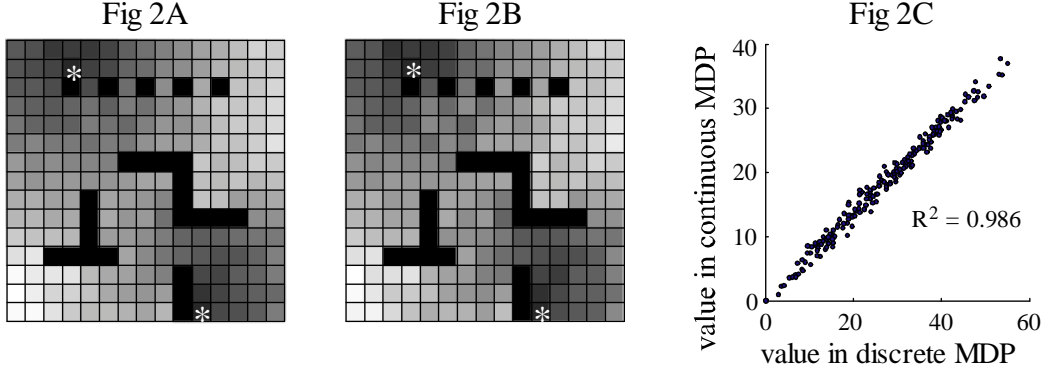 Fig 2A
Fig 2B
Fig 2C
*
*
*
*
value in continuous MDP
40
30
20
10
0
R² = 0.986
0 20 40 60
value in discrete MDP